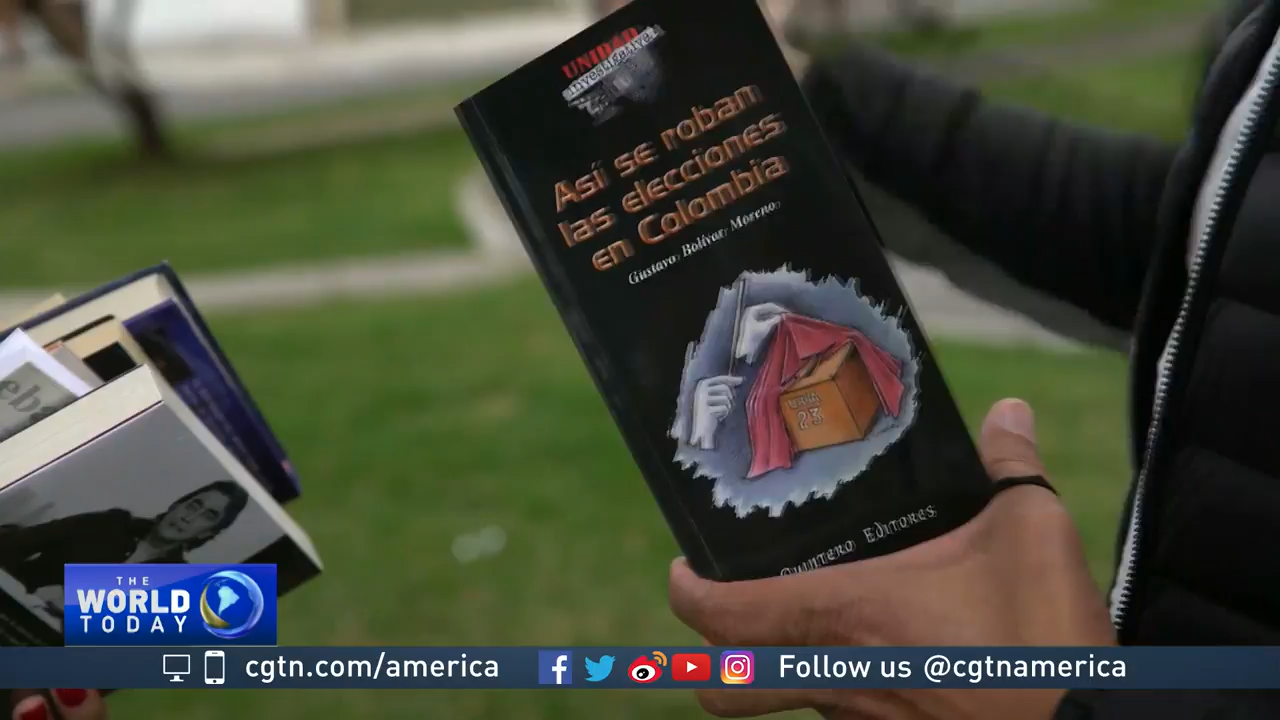 UNIDAD
investigativa
Así se roban
las elecciones
en Colombia
Gustavo Bolívar Moreno
URNA
23
Quintero Editores
THE
WORLD
TODAY
cgtn.com/america
Follow us @cgtnamerica